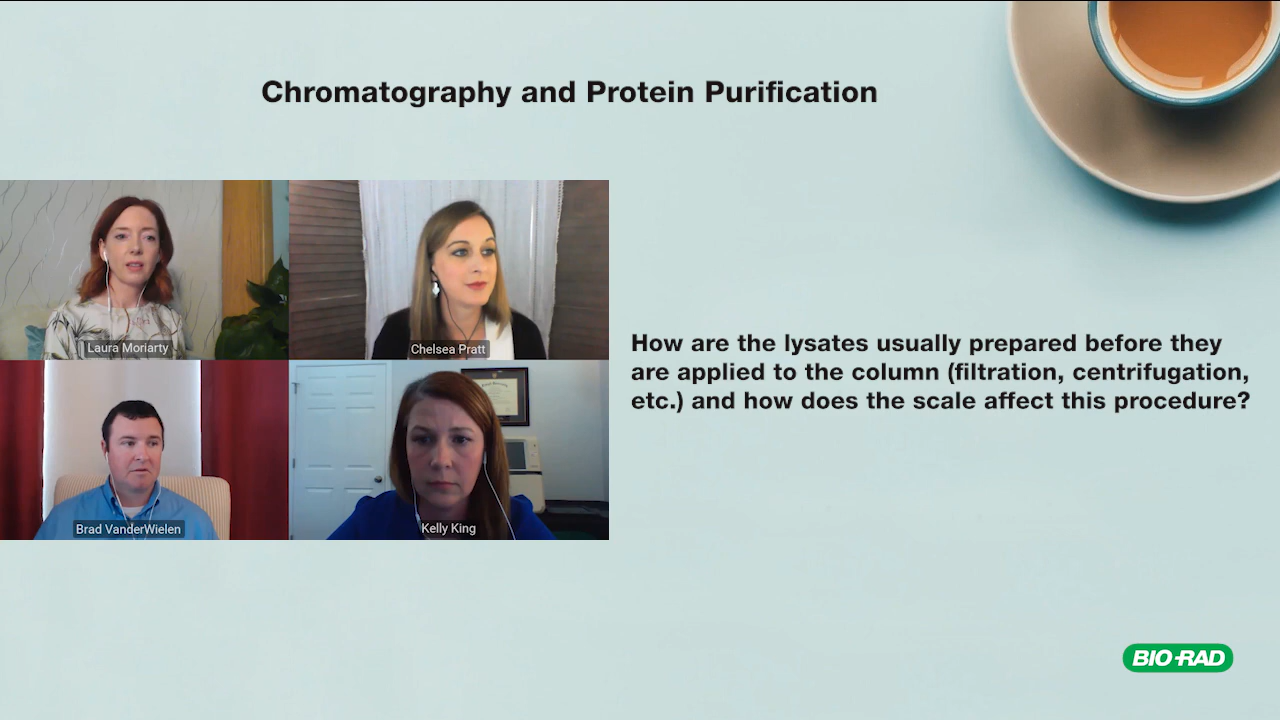 Chromatography and Protein Purification
Laura Moriarty
Chelsea Pratt
Brad VanderWielen
Kelly King
How are the lysates usually prepared before they
are applied to the column (filtration, centrifugation,
etc.) and how does the scale affect this procedure?
BIO-RAD